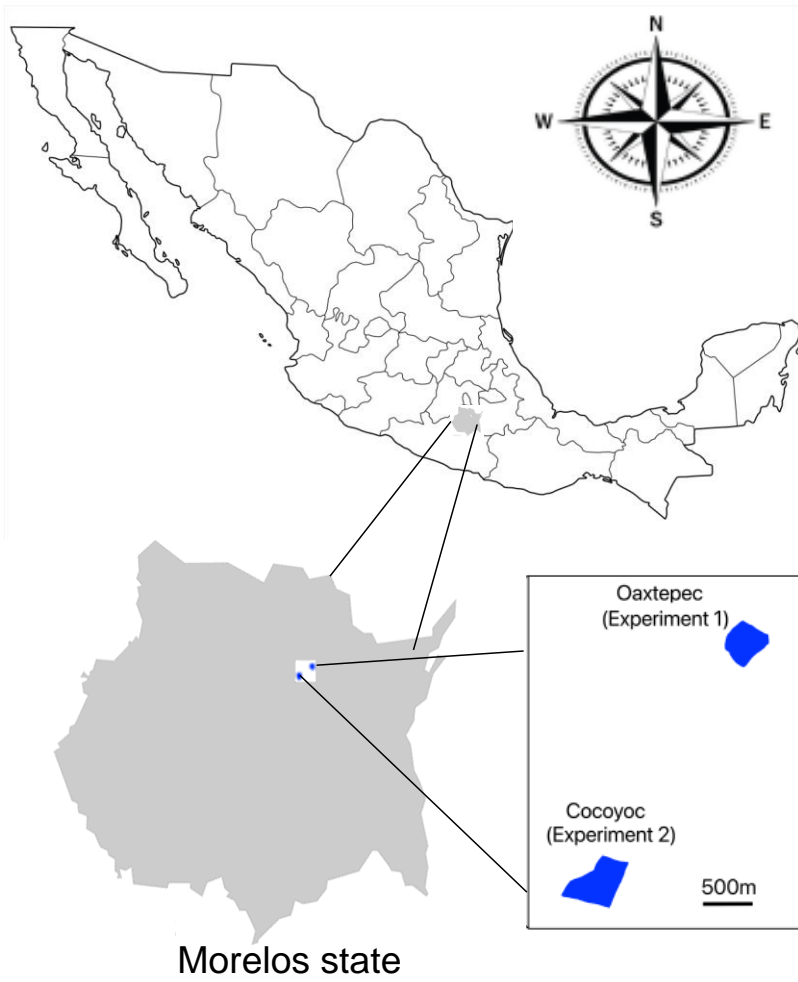 N
W
E
S
Oaxtepec
(Experiment 1)
Cocoyoc
(Experiment 2)
500m
Morelos state